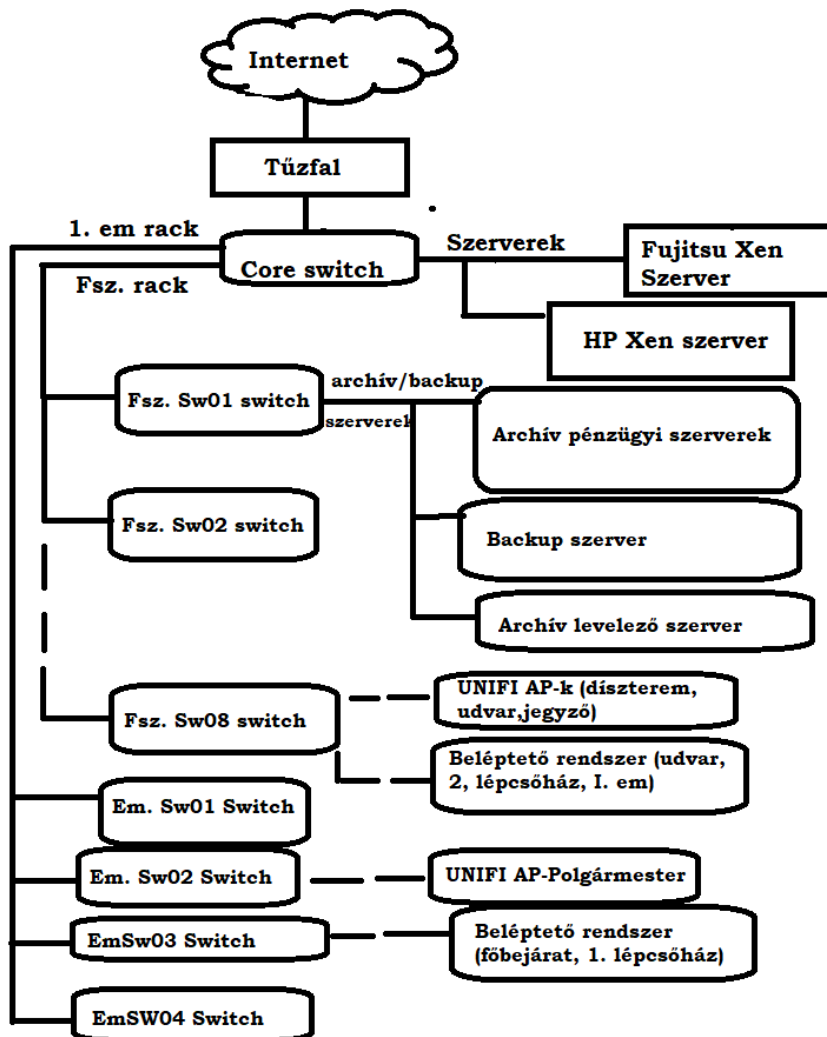 Internet
Tűzfal
1. em rack
Szerverek
Core switch
Fujitsu Xen
Szerver
Fsz. rack
HP Xen szerver
archív/backup
Fsz. Sw01 switch
szerverek
Archív pénzügyi szerverek
Fsz. Sw02 switch
Backup szerver
Archív levelező szerver
UNIFI AP-k (díszterem,
udvar,jegyző)
Fsz. Sw08 switch
Beléptető rendszer (udvar,
2, lépcsőház, I. em)
Em. Sw01 Switch
Em. Sw02 Switch
UNIFI AP-Polgármester
EmSw03 Switch
Beléptető rendszer
(főbejárat, 1. lépcsőház)
EmSW04 Switch